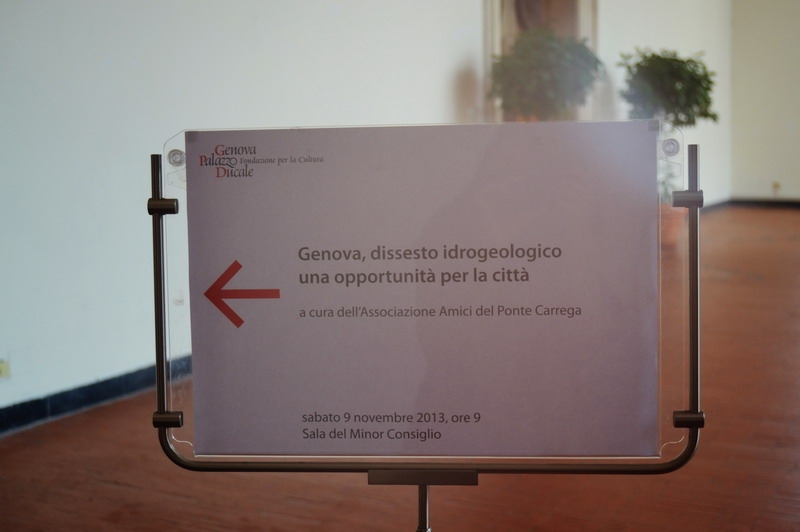 Genova
Palazzo Fondazione per la Cultura
Ducale
Genova, dissesto idrogeologico
una opportunità per la città
a cura dell'Associazione Amici del Ponte Carrega
sabato 9 novembre 2013, ore 9
Sala del Minor Consiglio